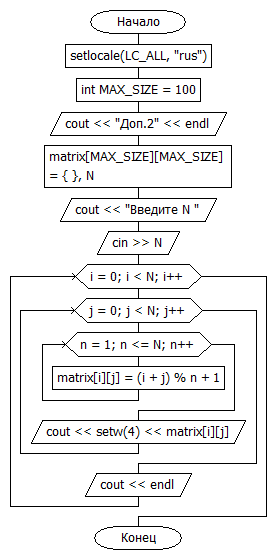 Начало
setlocale(LC_ALL, "rus")
int MAX_SIZE = 100
cout << "Доп.2" << endl
matrix[MAX_SIZE][MAX_SIZE]
= { }, N
cout << "Введите N "
cin >> N
i = 0; i < N; i++
j = 0; j < N; j++
n = 1; n <= N; n++
matrix[i][j] = (i + j) % n + 1
cout << setw(4) << matrix[i][j]
cout << endl
Конец